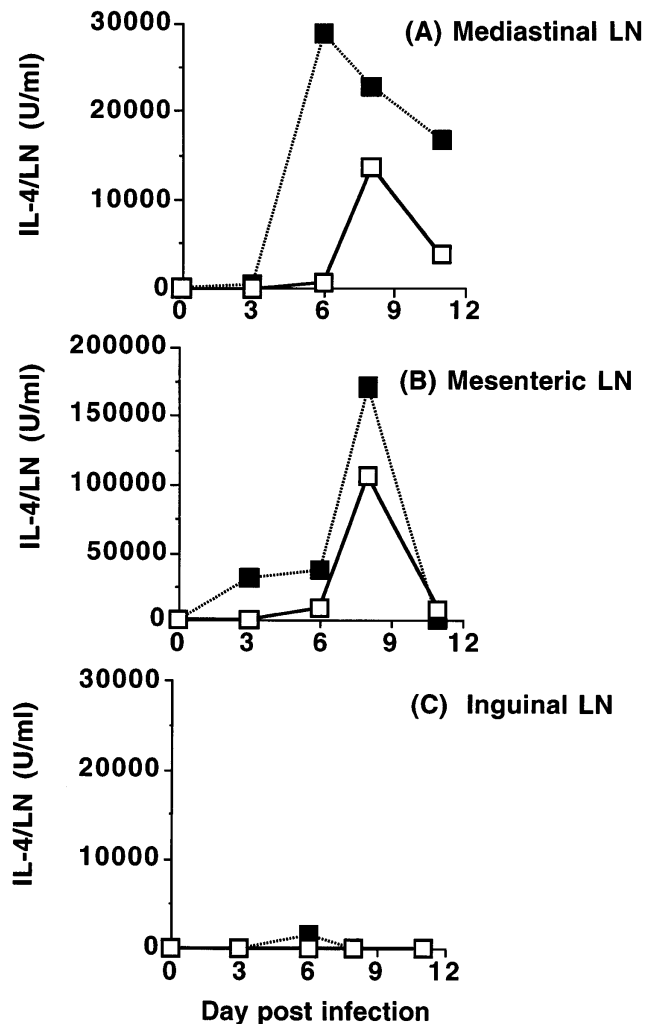 (A) Mediastinal LN
IL-4/LN (U/ml)
30000
20000
10000
0
0 3 6 9 12
(B) Mesenteric LN
IL-4/LN (U/ml)
200000
150000
100000
50000
0
0 3 6 9 12
(C) Inguinal LN
IL-4/LN (U/ml)
30000
20000
10000
0
0 3 6 9 12
Day post infection